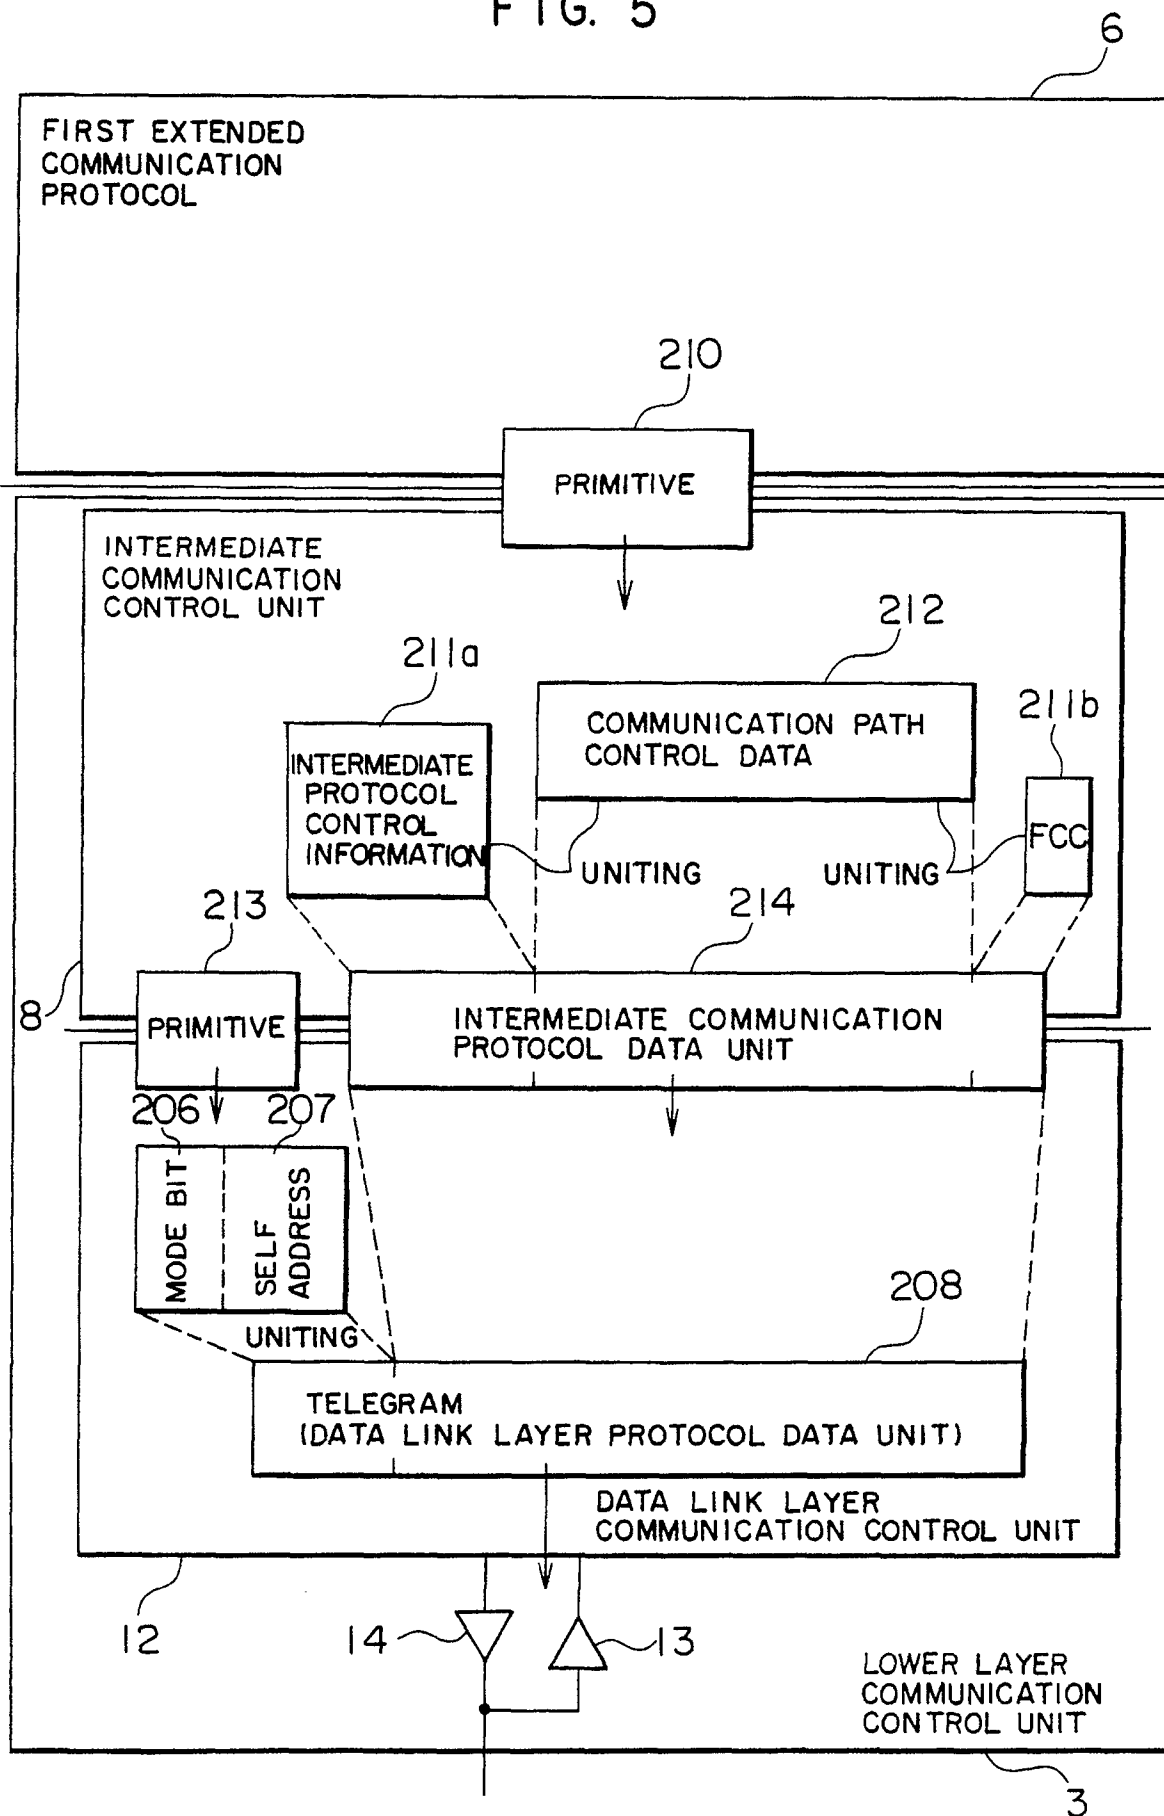 FIG. 5
6
FIRST EXTENDED
COMMUNICATION
PROTOCOL
210
PRIMITIVE
INTERMEDIATE
COMMUNICATION
CONTROL UNIT
212
211a
211b
COMMUNICATION PATH
CONTROL DATA
INTERMEDIATE
PROTOCOL
CONTROL
INFORMATION
FCC
UNITING
UNITING
213
214
8
PRIMITIVE
INTERMEDIATE COMMUNICATION
PROTOCOL DATA UNIT
206
207
MODE BIT
SELF
ADDRESS
208
UNITING
TELEGRAM
(DATA LINK LAYER PROTOCOL DATA UNIT)
DATA LINK LAYER
COMMUNICATION CONTROL UNIT
12
14
13
LOWER LAYER
COMMUNICATION
CONTROL UNIT
3